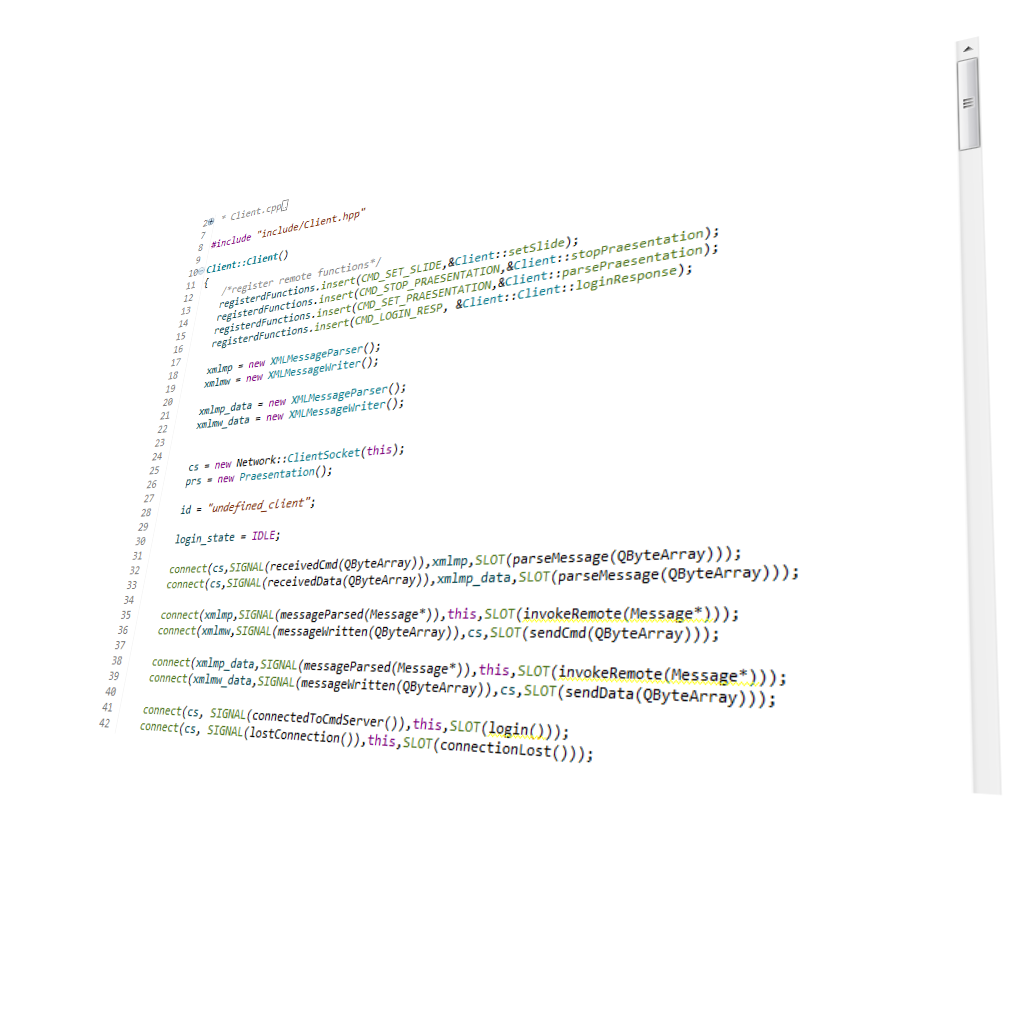 2 * Client.cpp
7
8 #include "include/Client.hpp"
9
10 Client::Client()
11 {
12 /*register remote functions*/
13 registerdFunctions.insert(CMD_SET_SLIDE,&Client::setSlide);
14 registerdFunctions.insert(CMD_STOP_PRAESENTATION,&Client::stopPraesentation);
15 registerdFunctions.insert(CMD_SET_PRAESENTATION,&Client::parsePraesentation);
16 registerdFunctions.insert(CMD_LOGIN_RESP, &Client::Client::loginResponse);
17
18 xmlmp = new XMLMessageParser();
19 xmlmw = new XMLMessageWriter();
20
21 xmlmp_data = new XMLMessageParser();
22 xmlmw_data = new XMLMessageWriter();
23
24
25 cs = new Network::ClientSocket(this);
26 prs = new Praesentation();
27
28 id = "undefined_client";
29
30 login_state = IDLE;
31
32 connect(cs,SIGNAL(receivedCmd(QByteArray)),xmlmp,SLOT(parseMessage(QByteArray)));
33 connect(cs,SIGNAL(receivedData(QByteArray)),xmlmp_data,SLOT(parseMessage(QByteArray)));
34
35 connect(xmlmp,SIGNAL(messageParsed(Message*)),this,SLOT(invokeRemote(Message*)));
36 connect(xmlmw,SIGNAL(messageWritten(QByteArray)),cs,SLOT(sendCmd(QByteArray)));
37
38 connect(xmlmp_data,SIGNAL(messageParsed(Message*)),this,SLOT(invokeRemote(Message*)));
39 connect(xmlmw_data,SIGNAL(messageWritten(QByteArray)),cs,SLOT(sendData(QByteArray)));
40
41 connect(cs, SIGNAL(connectedToCmdServer()),this,SLOT(login()));
42 connect(cs, SIGNAL(lostConnection()),this,SLOT(connectionLost()));